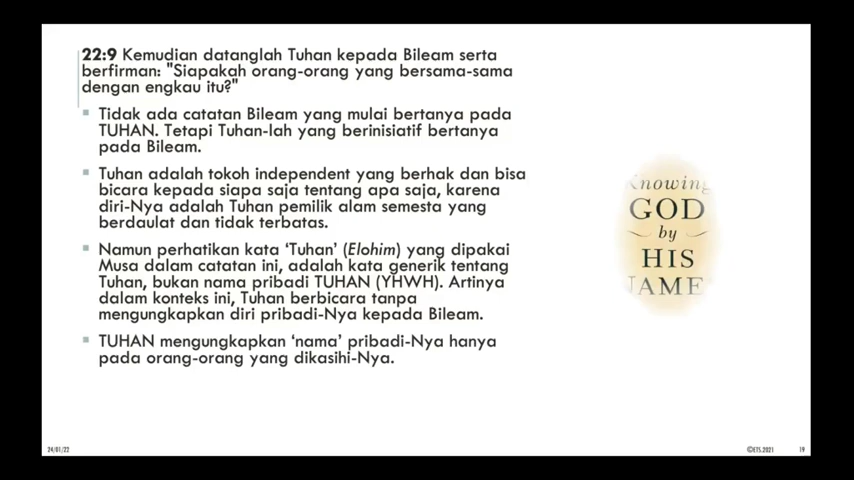 22:9 Kemudian datanglah Tuhan kepada Bileam serta
berfirman: "Siapakah orang-orang yang bersama-sama
dengan engkau itu?"
Tidak ada catatan Bileam yang mulai bertanya pada
TUHAN. Tetapi Tuhan-lah yang berinisiatif bertanya
pada Bileam.
Tuhan adalah tokoh independent yang berhak dan bisa
bicara kepada siapa saja tentang apa saja, karena
diri-Nya adalah Tuhan pemilik alam semesta yang
berdaulat dan tidak terbatas.
Namun perhatikan kata ‘Tuhan’ (Elohim) yang dipakai
Musa dalam catatan ini, adalah kata generik tentang
Tuhan, bukan nama pribadi TUHAN (YHWH). Artinya
dalam konteks ini, Tuhan berbicara tanpa
mengungkapkan diri pribadi-Nya kepada Bileam.
TUHAN mengungkapkan ‘nama’ pribadi-Nya hanya
pada orang-orang yang dikasihi-Nya.
Knowing
GOD
by
HIS
NAME
24/01/22
©ETS.2021
19